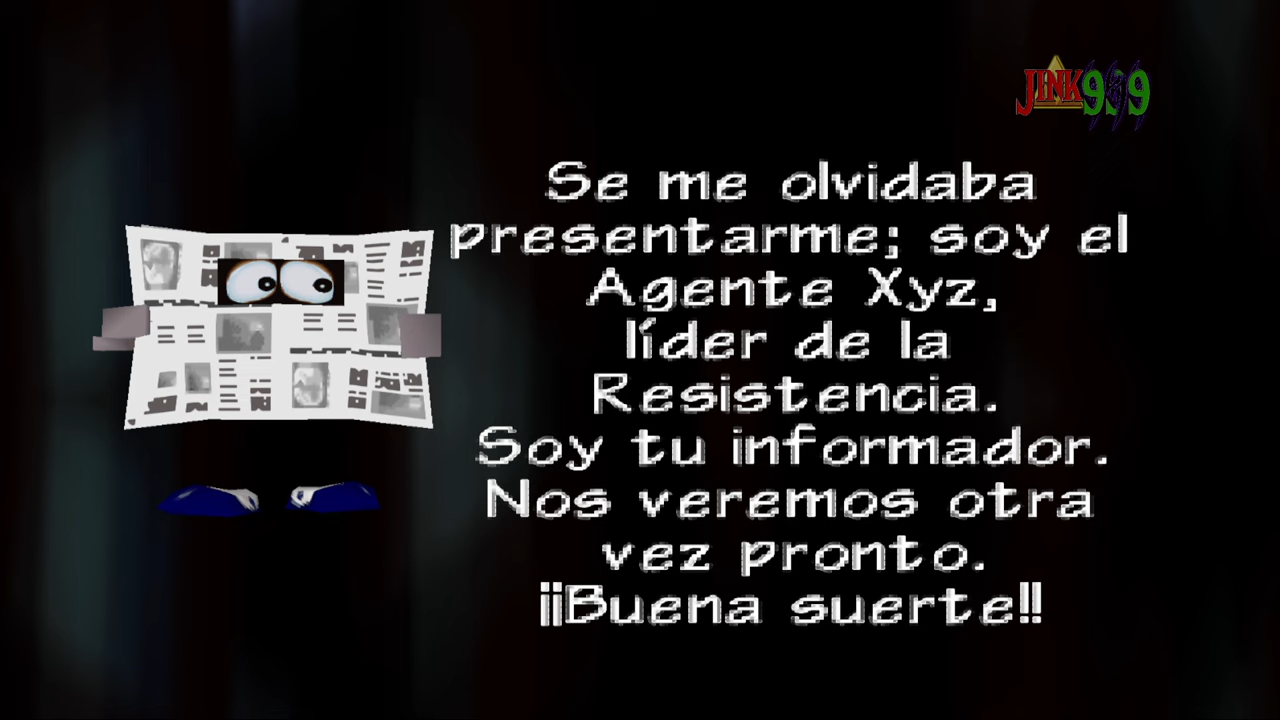 JINK999
Se me olvidaba
presentarme; soy el
Agente Xyz,
líder de la
Resistencia.
Soy tu informador.
Nos veremos otra
vez pronto.
¡¡Buena suerte!!